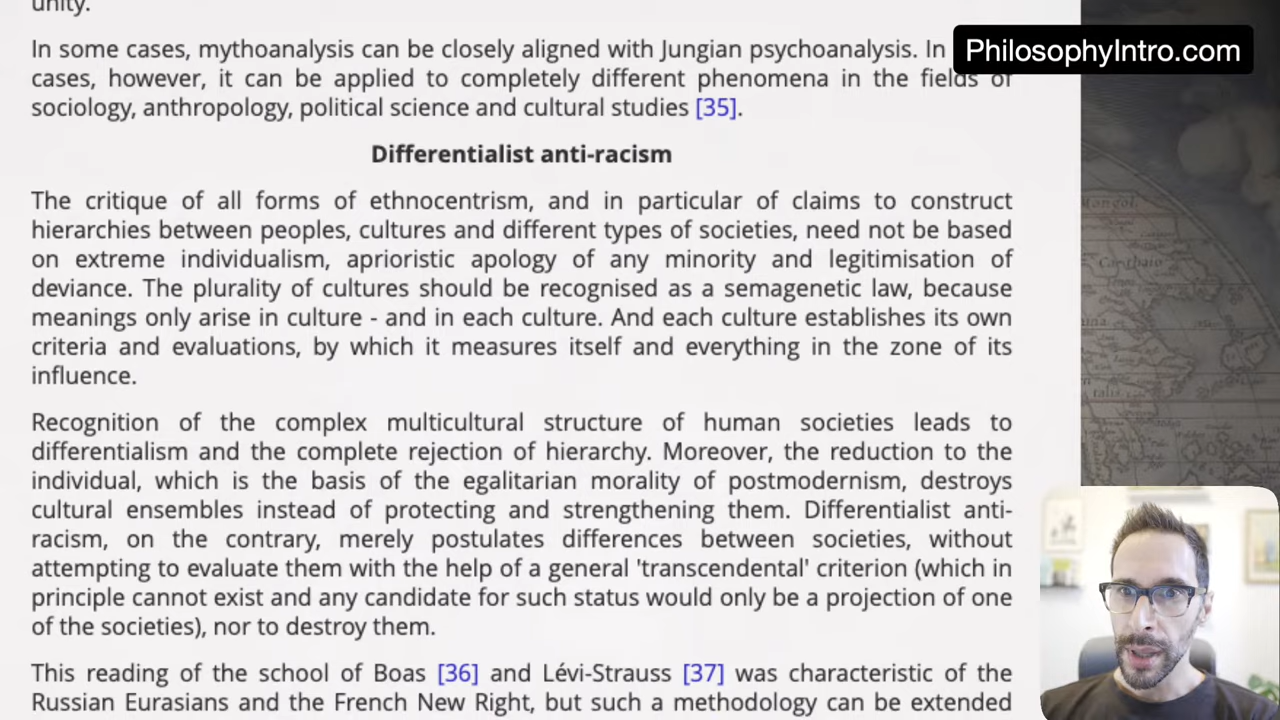 unity.
PhilosophyIntro.com
In some cases, mythoanalysis can be closely aligned with Jungian psychoanalysis. In
cases, however, it can be applied to completely different phenomena in the fields of
sociology, anthropology, political science and cultural studies [35].
Differentialist anti-racism
The critique of all forms of ethnocentrism, and in particular of claims to construct
hierarchies between peoples, cultures and different types of societies, need not be based
on extreme individualism, aprioristic apology of any minority and legitimisation of
deviance. The plurality of cultures should be recognised as a semagenetic law, because
meanings only arise in culture - and in each culture. And each culture establishes its own
criteria and evaluations, by which it measures itself and everything in the zone of its
influence.
Recognition of the complex multicultural structure of human societies leads to
differentialism and the complete rejection of hierarchy. Moreover, the reduction to the
individual, which is the basis of the egalitarian morality of postmodernism, destroys
cultural ensembles instead of protecting and strengthening them. Differentialist anti-
racism, on the contrary, merely postulates differences between societies, without
attempting to evaluate them with the help of a general 'transcendental' criterion (which in
principle cannot exist and any candidate for such status would only be a projection of one
of the societies), nor to destroy them.
This reading of the school of Boas [36] and Lévi-Strauss [37] was characteristic of the
Russian Eurasians and the French New Right, but such a methodology can be extended